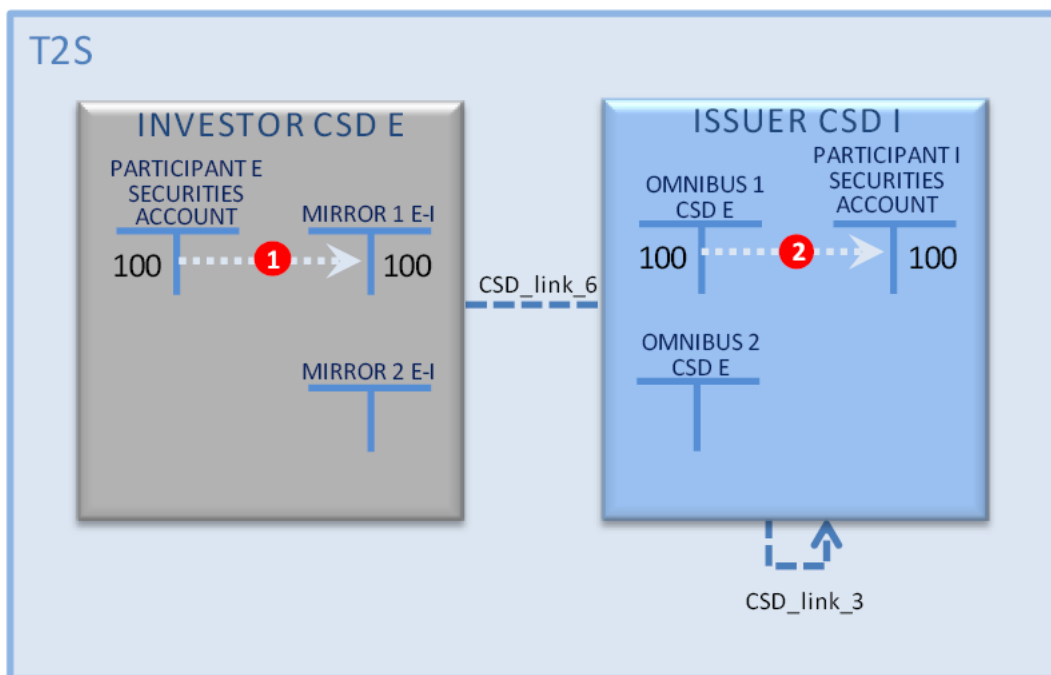 T2S
INVESTOR CSD E
PARTICIPANT E
SECURITIES
ACCOUNT
MIRROR 1 E-I
100
1
100
MIRROR 2 E-I
CSD_link_6
ISSUER CSD I
OMNIBUS 1
CSD E
PARTICIPANT I
SECURITIES
ACCOUNT
100
2
100
OMNIBUS 2
CSD E
CSD_link_3